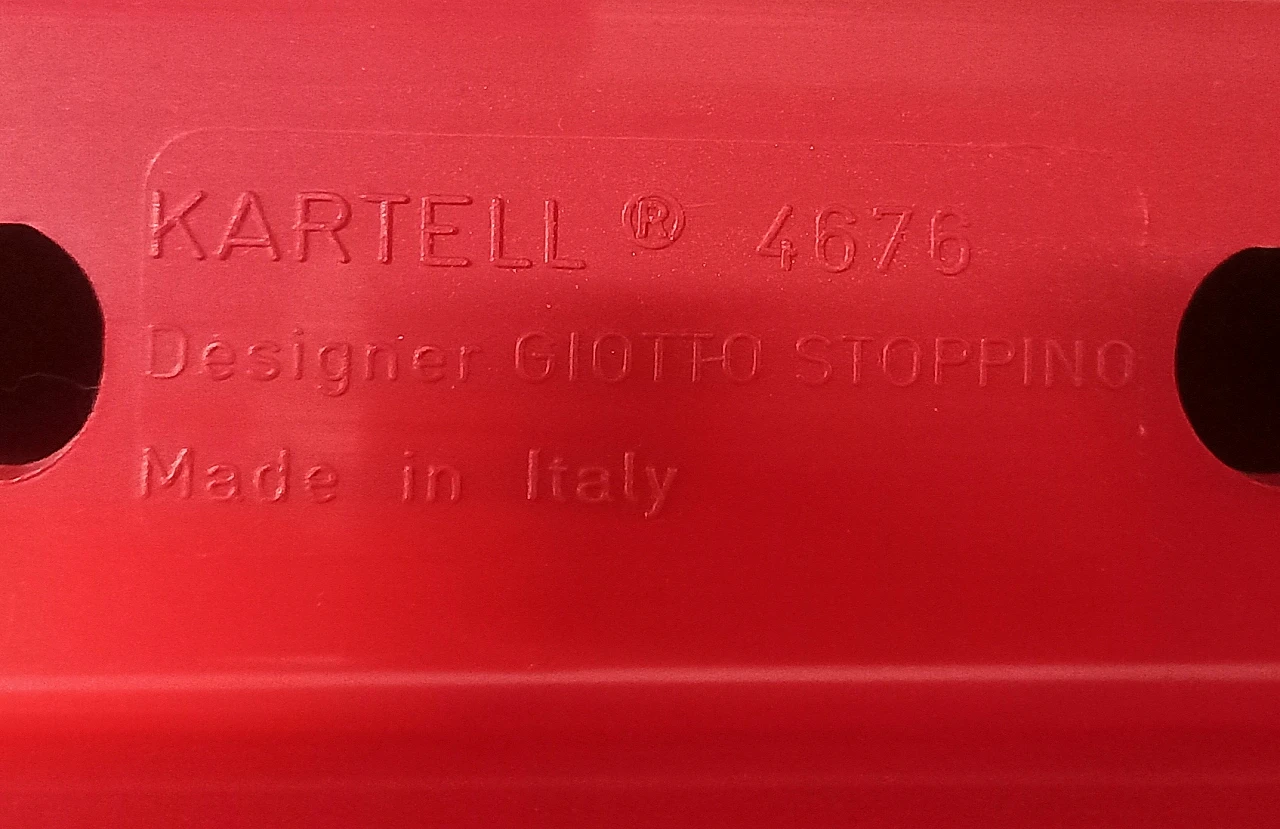 KARTELL ® 4676
Designer GIOTTO STOPPINO
Made in Italy